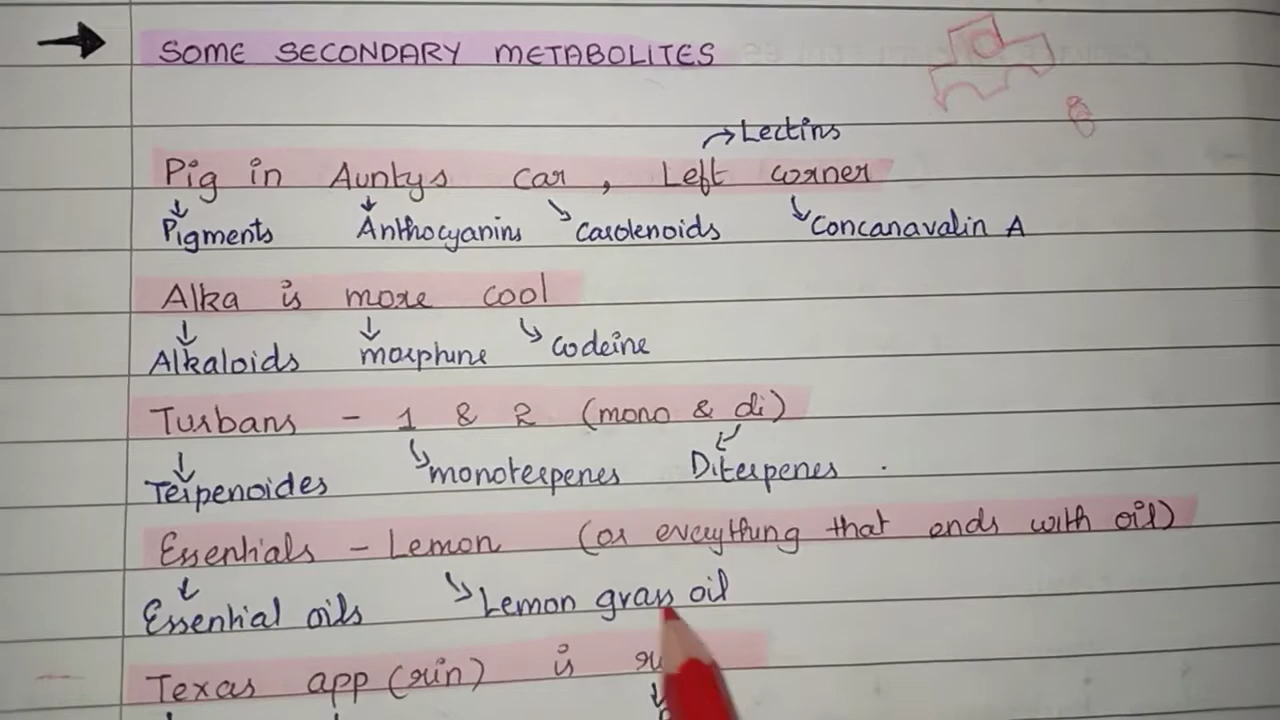 SOME SECONDARY METABOLITES
→Lectins
Pig in Auntys car , Left corner
Pigments Anthocyanins Carotenoids Concanavalin A
Alka is more cool
Alkaloids morphine codeine
Turbans - 1 & 2 (mono & di)
Terpenoides monoterpenes Diterpenes .
Essentials - Lemon (or everything that ends with oil)
Essential oils Lemon grass oil
Texas app(rin) is